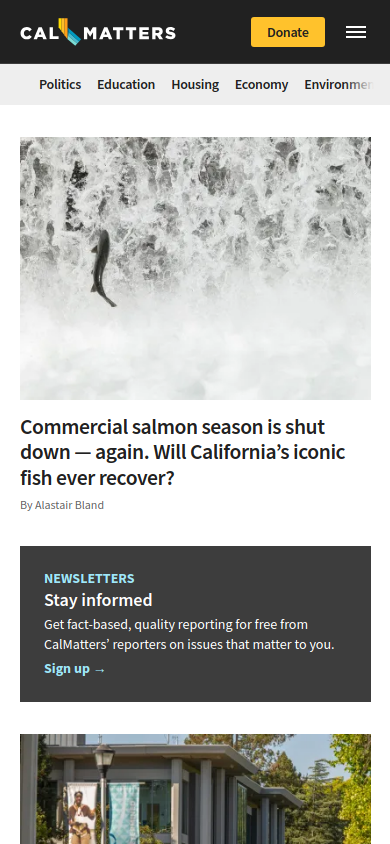 CAL MATTERS
Donate
Politics Education Housing Economy Environmen
Commercial salmon season is shut
down — again. Will California’s iconic
fish ever recover?
By Alastair Bland
NEWSLETTERS
Stay informed
Get fact-based, quality reporting for free from
CalMatters’ reporters on issues that matter to you.
Sign up →